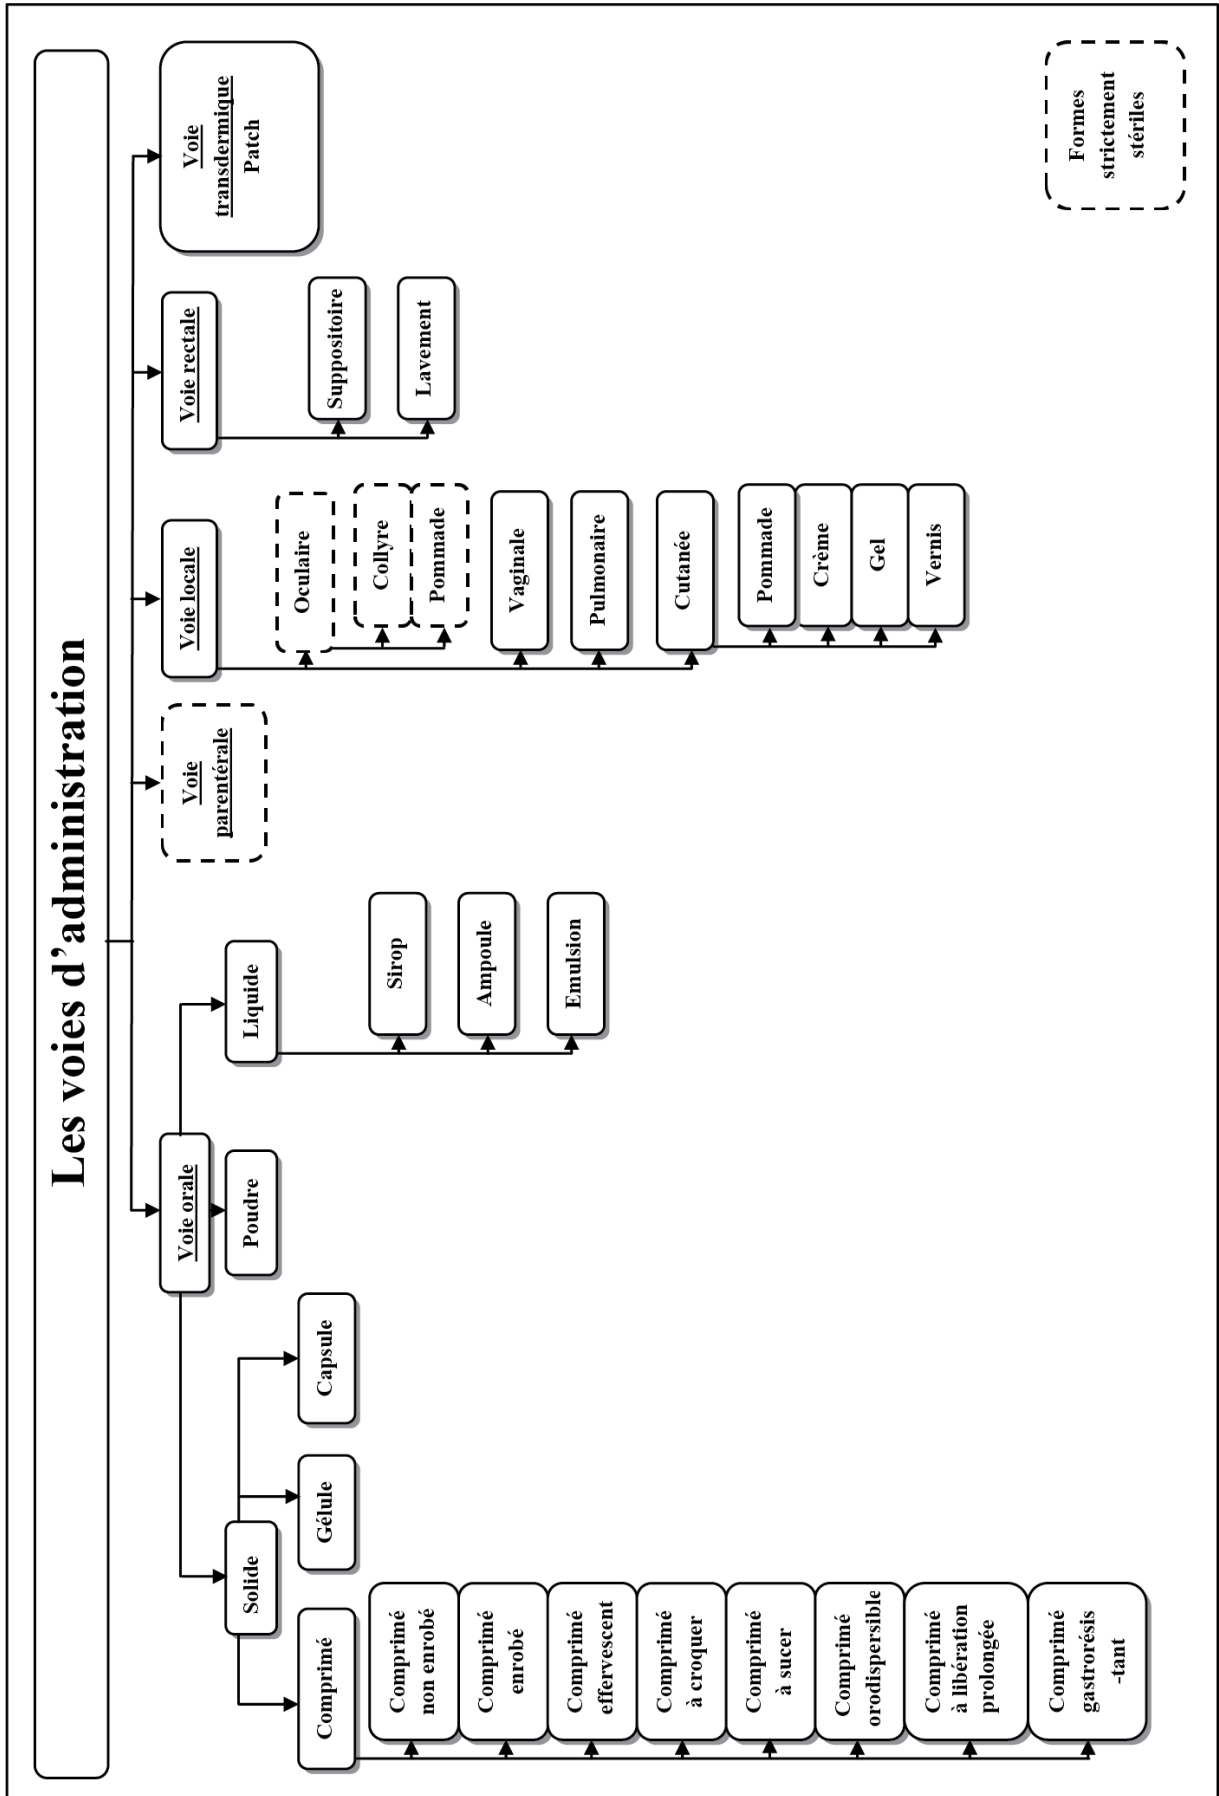 Les voies d'administration
Voie orale
Solide
Comprimé
Comprimé
non enrobé
Comprimé
enrobé
Comprimé
effervescent
Comprimé
à croquer
Comprimé
à sucer
Comprimé
orodispersible
Comprimé
à libération
prolongée
Comprimé
gastrorésis
-tant
Gélule
Capsule
Poudre
Liquide
Sirop
Ampoule
Emulsion
Voie
parentérale
Voie locale
Oculaire
Collyre
Pommade
Vaginale
Pulmonaire
Cutanée
Pommade
Crème
Gel
Vernis
Voie rectale
Suppositoire
Lavement
Voie
transdermique
Patch
Formes
strictement
stériles